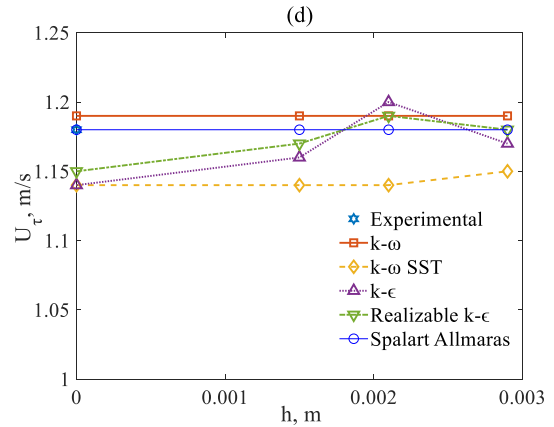 (d)
1.25
1.2
1.15
1.1
1.05
1
U_τ, m/s
0
0.001
0.002
0.003
h, m
Experimental
k-ω
k-ω SST
k-ϵ
Realizable k-ϵ
Spalart Allmaras